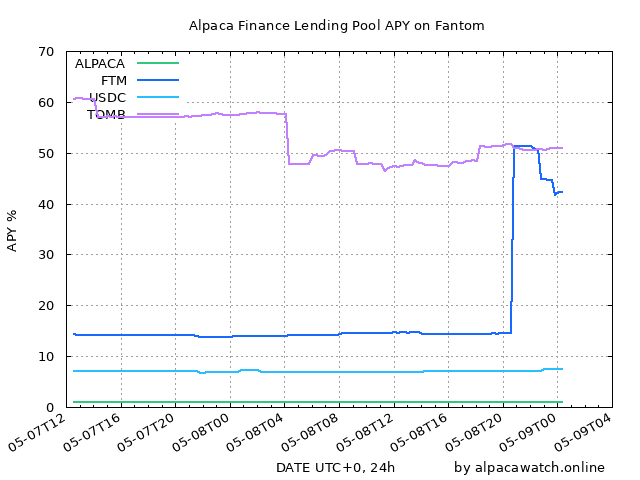 Alpaca Finance Lending Pool APY on Fantom
70
60
50
40
30
20
10
0
APY %
ALPACA
FTM
USDC
TOMB
05-07T12
05-07T16
05-07T20
05-08T00
05-08T04
05-08T08
05-08T12
05-08T16
05-08T20
05-09T00
05-09T04
DATE UTC+0, 24h
by alpacawatch.online